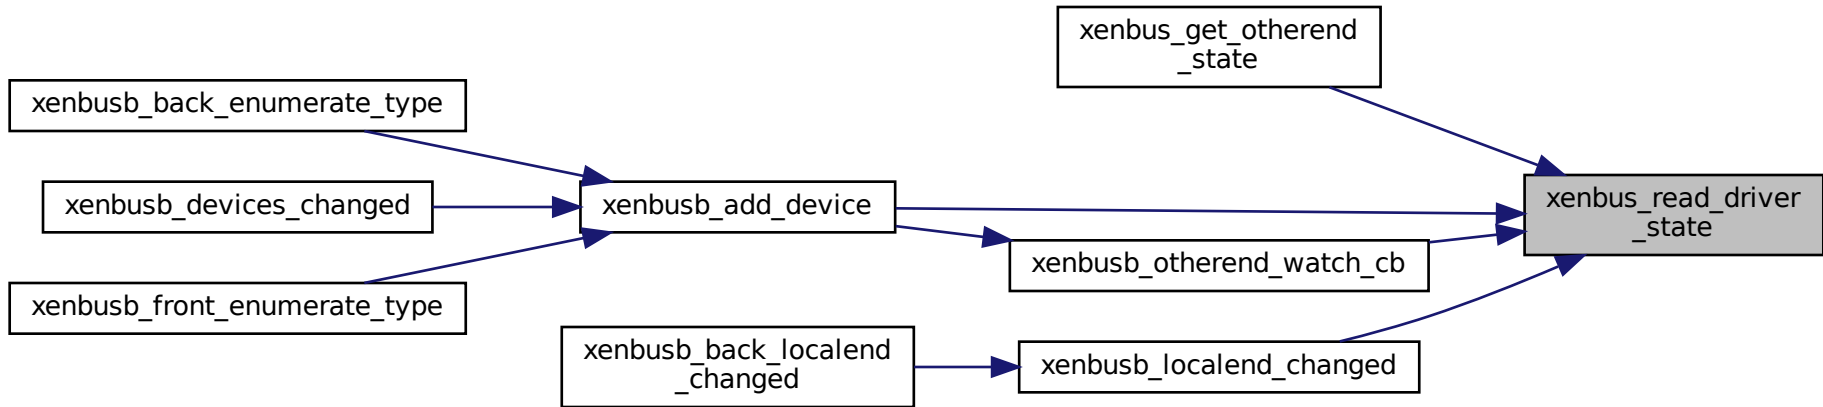 xenbus_get_otherend
_state
xenbusb_back_enumerate_type
xenbusb_devices_changed
xenbusb_add_device
xenbus_read_driver
_state
xenbusb_otherend_watch_cb
xenbusb_front_enumerate_type
xenbusb_back_localend
_changed
xenbusb_localend_changed